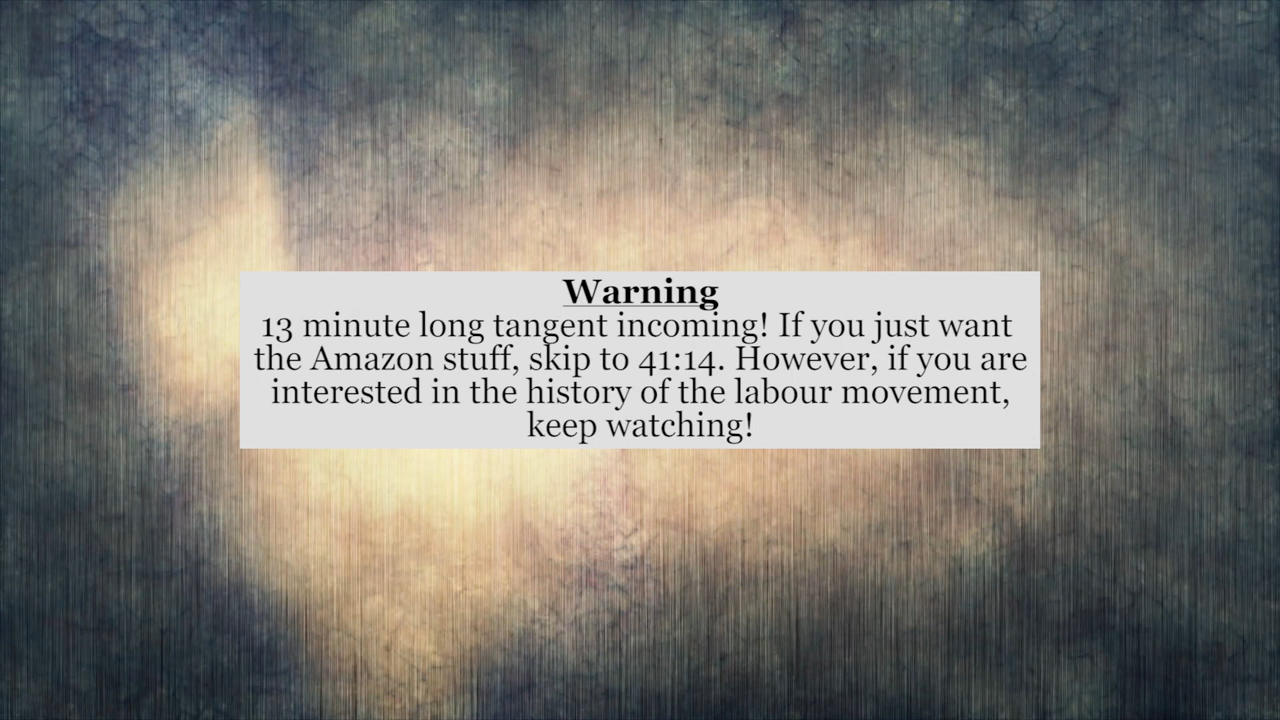 Warning
13 minute long tangent incoming! If you just want
the Amazon stuff, skip to 41:14. However, if you are
interested in the history of the labour movement,
keep watching!